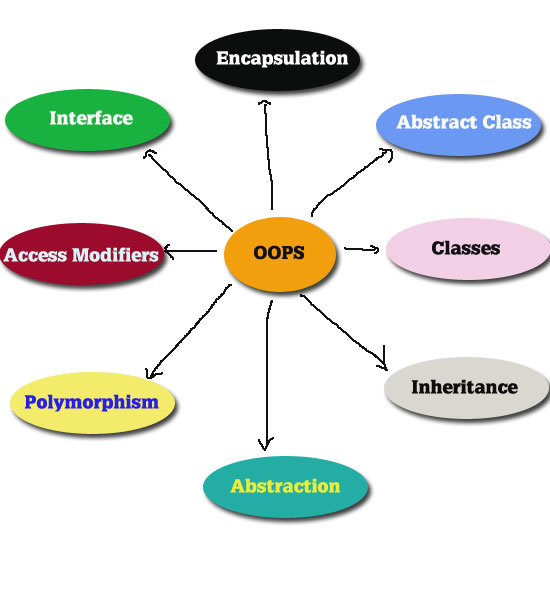 Encapsulation
Interface
Abstract Class
Access Modifiers
OOPS
Classes
Polymorphism
Inheritance
Abstraction